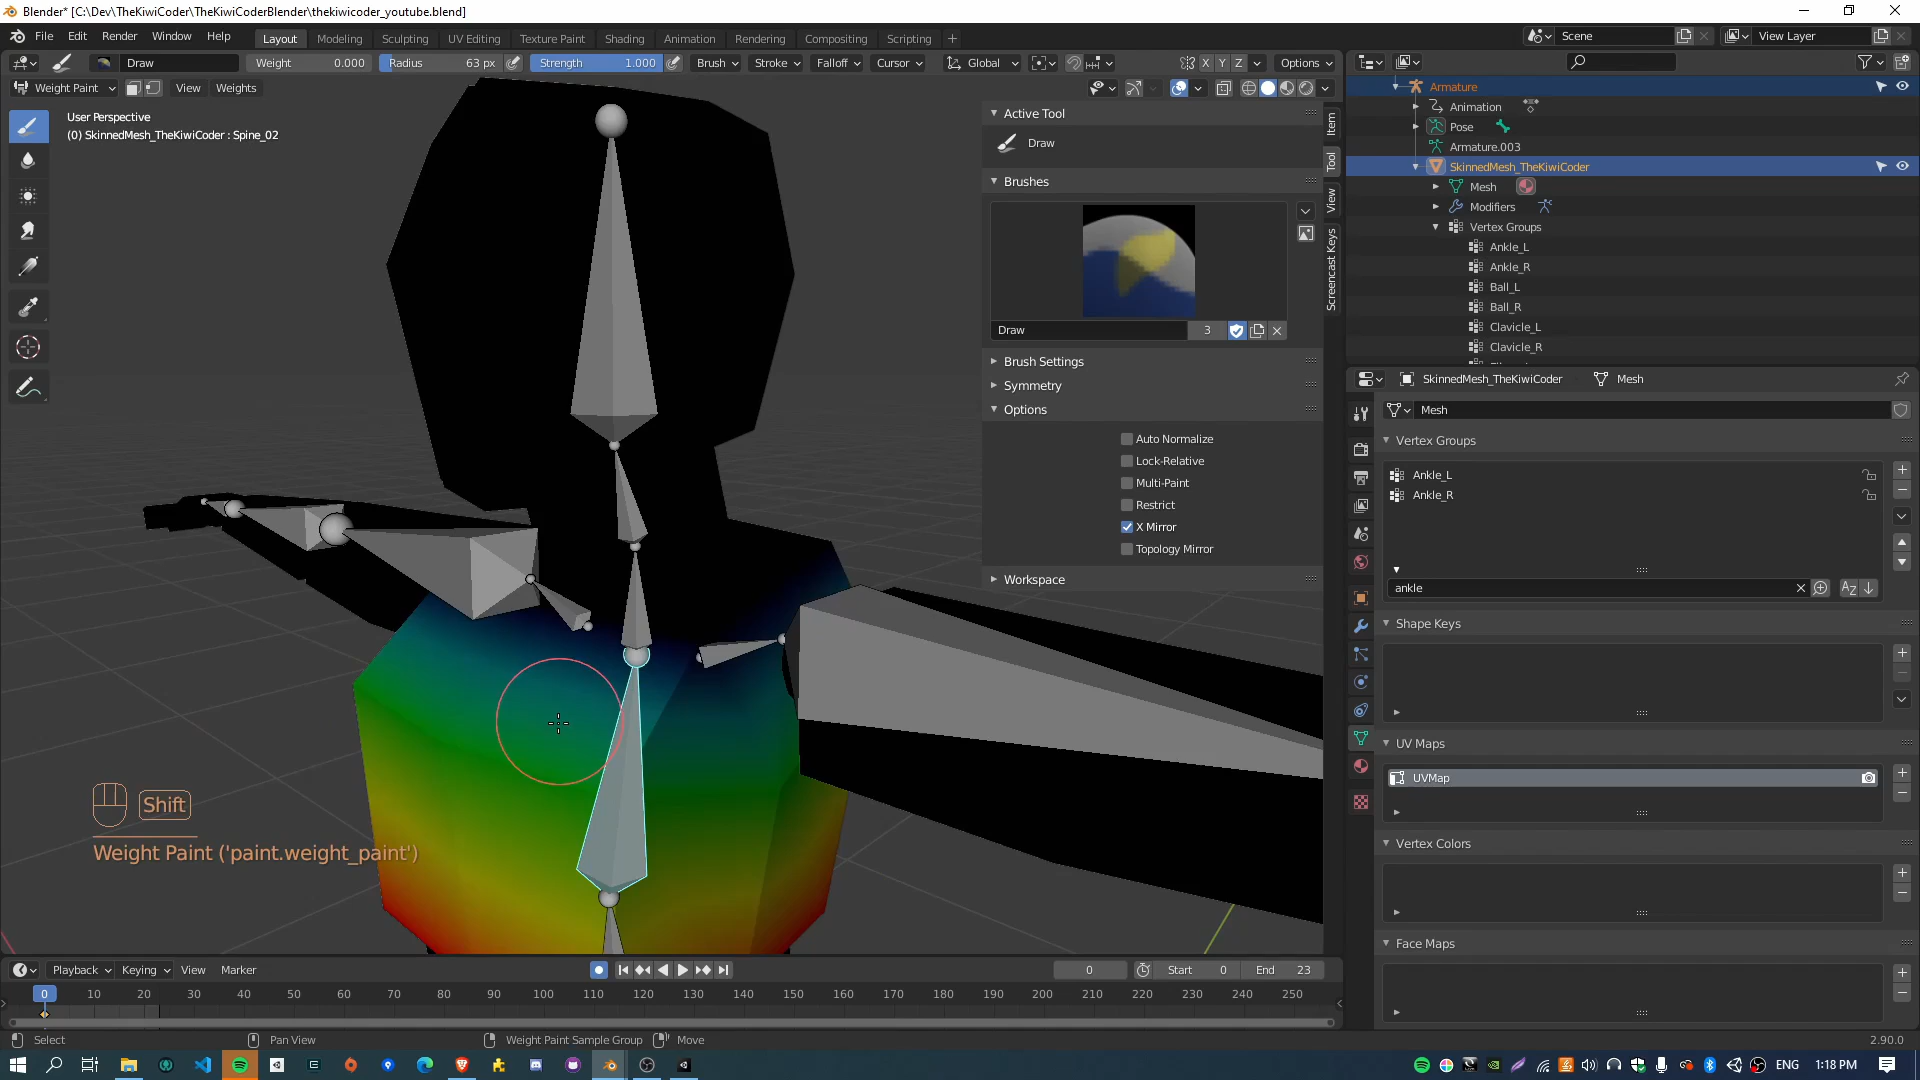 Blender* [C:\Dev\TheKiwiCoder\TheKiwiCoderBlender\thekiwicoder_youtube.blend]
File Edit Render Window Help Layout Modeling Sculpting UV Editing Texture Paint Shading Animation Rendering Compositing Scripting + Scene View Layer
Draw Weight 0.000 Radius 63 px Strength 1.000 Brush Stroke Falloff Cursor Global X Y Z Options
Weight Paint View Weights
User Perspective
(0) SkinnedMesh_TheKiwiCoder : Spine_02
Shift
Weight Paint ('paint.weight_paint')
Active Tool
Draw
Brushes
Draw 3
Brush Settings
Symmetry
Options
Auto Normalize
Lock-Relative
Multi-Paint
Restrict
X Mirror
Topology Mirror
Workspace
Item
Tool
View
Screencast Keys
Armature
Animation
Pose
Armature.003
SkinnedMesh_TheKiwiCoder
Mesh
Modifiers
Vertex Groups
Ankle_L
Ankle_R
Ball_L
Ball_R
Clavicle_L
Clavicle_R
SkinnedMesh_TheKiwiCoder Mesh
Mesh
Vertex Groups
Ankle_L
Ankle_R
ankle
Shape Keys
UV Maps
UVMap
Vertex Colors
Face Maps
Playback Keying View Marker 0 Start 0 End 23
0 10 20 30 40 50 60 70 80 90 100 110 120 130 140 150 160 170 180 190 200 210 220 230 240 250
Select Pan View Weight Paint Sample Group Move 2.90.0
ENG 1:18 PM